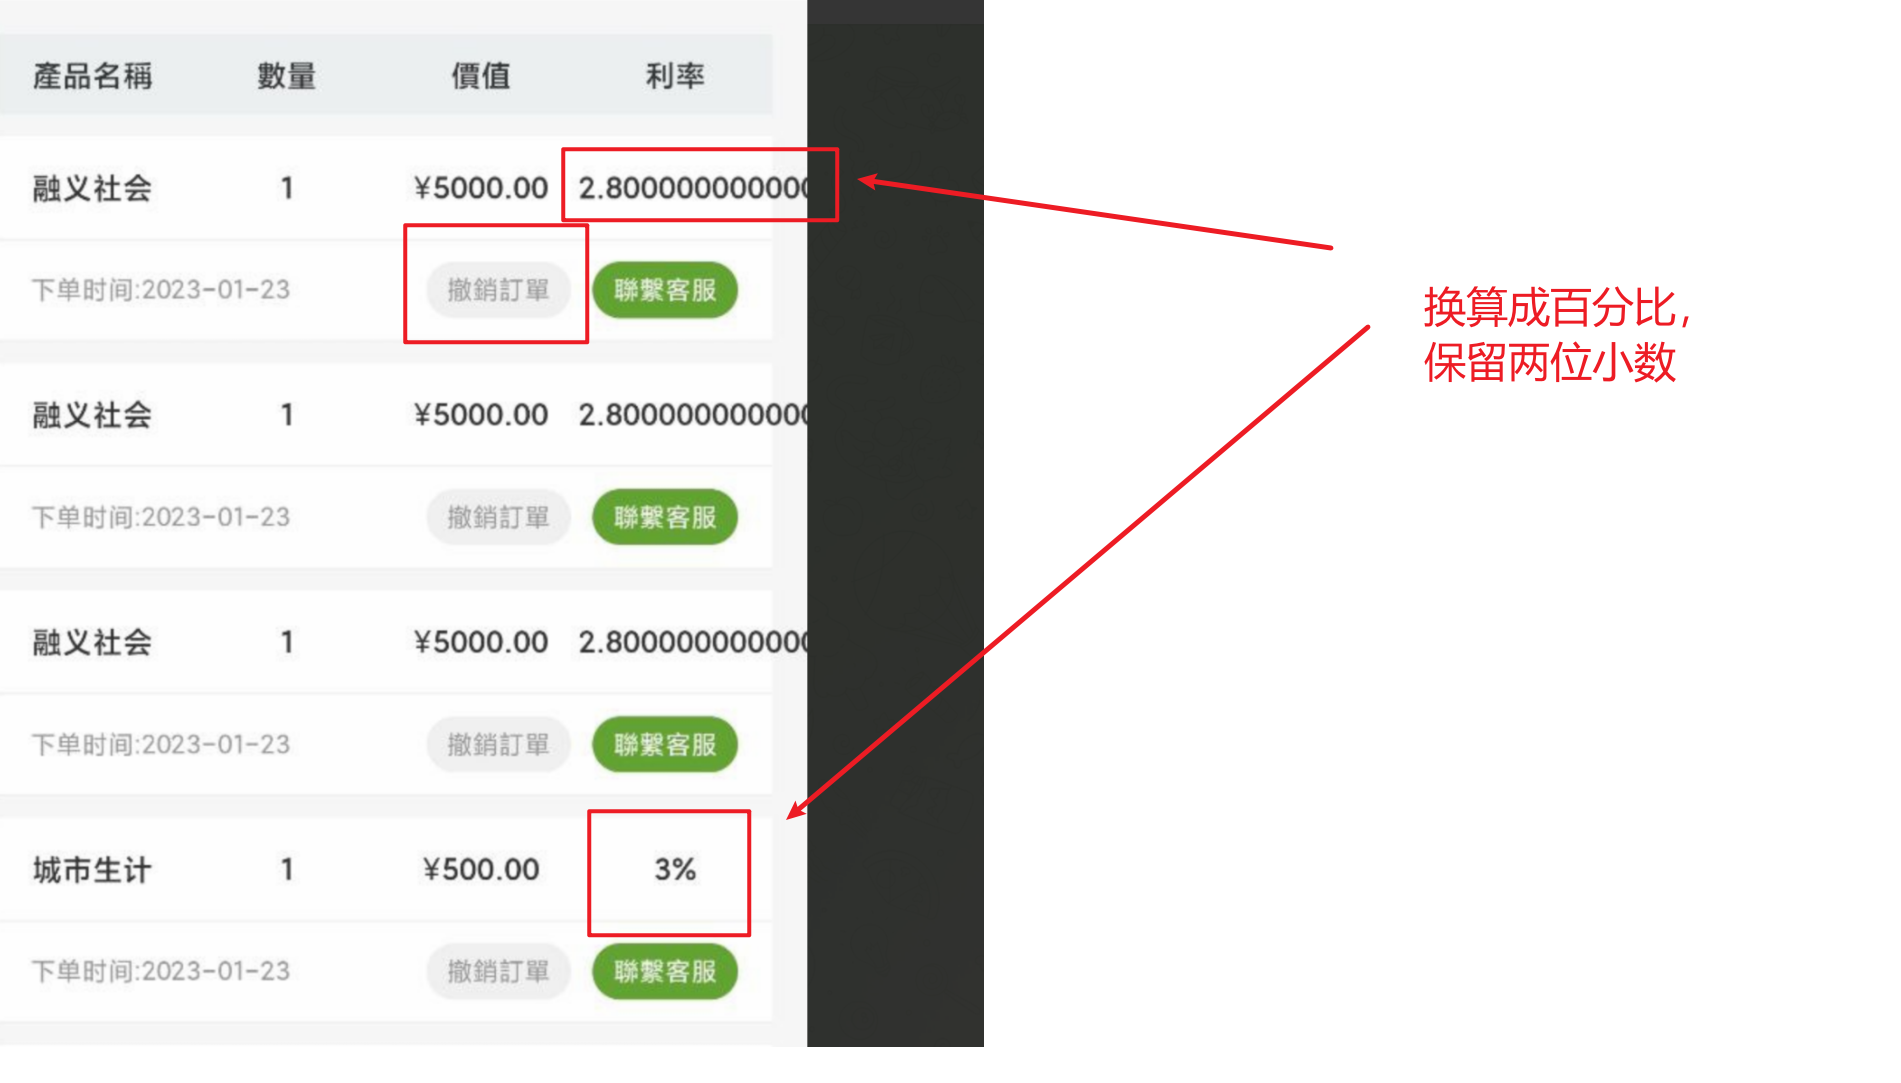 產品名稱 數量 價值 利率
融义社会 1 ¥5000.00 2.800000000000
下单时间:2023-01-23 撤銷訂單 聯繫客服
换算成百分比,
保留两位小数
融义社会 1 ¥5000.00 2.800000000000
下单时间:2023-01-23 撤銷訂單 聯繫客服
融义社会 1 ¥5000.00 2.800000000000
下单时间:2023-01-23 撤銷訂單 聯繫客服
城市生计 1 ¥500.00 3%
下单时间:2023-01-23 撤銷訂單 聯繫客服